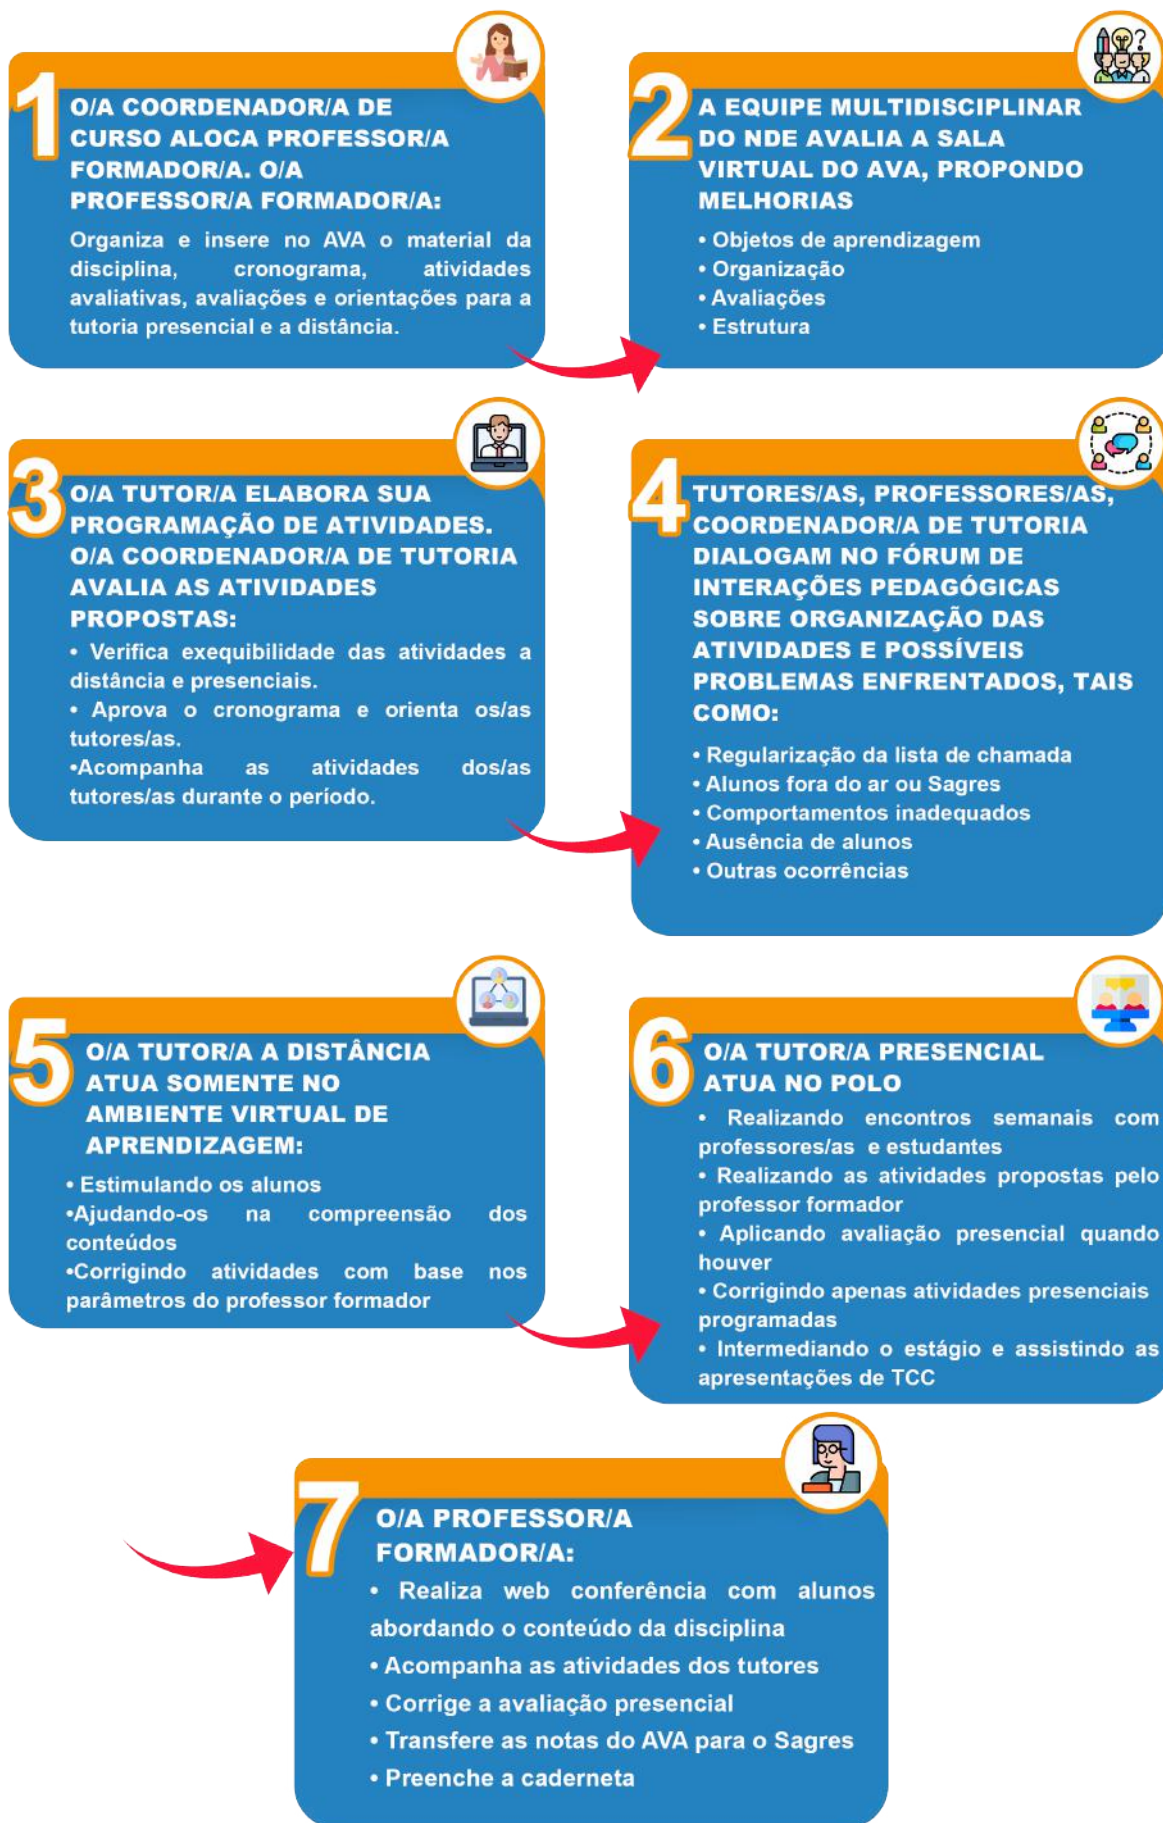 1
O/A COORDENADOR/A DE
CURSO ALOCA PROFESSOR/A
FORMADOR/A. O/A
PROFESSOR/A FORMADOR/A:
Organiza e insere no AVA o material da
disciplina, cronograma, atividades
avaliativas, avaliações e orientações para a
tutoria presencial e a distância.
2
A EQUIPE MULTIDISCIPLINAR
DO NDE AVALIA A SALA
VIRTUAL DO AVA, PROPONDO
MELHORIAS
• Objetos de aprendizagem
• Organização
• Avaliações
• Estrutura
3
O/A TUTOR/A ELABORA SUA
PROGRAMAÇÃO DE ATIVIDADES.
O/A COORDENADOR/A DE TUTORIA
AVALIA AS ATIVIDADES
PROPOSTAS:
• Verifica exequibilidade das atividades a
distância e presenciais.
• Aprova o cronograma e orienta os/as
tutores/as.
•Acompanha as atividades dos/as
tutores/as durante o período.
4
TUTORES/AS, PROFESSORES/AS,
COORDENADOR/A DE TUTORIA
DIALOGAM NO FÓRUM DE
INTERAÇÕES PEDAGÓGICAS
SOBRE ORGANIZAÇÃO DAS
ATIVIDADES E POSSÍVEIS
PROBLEMAS ENFRENTADOS, TAIS
COMO:
• Regularização da lista de chamada
• Alunos fora do ar ou Sagres
• Comportamentos inadequados
• Ausência de alunos
• Outras ocorrências
5
O/A TUTOR/A A DISTÂNCIA
ATUA SOMENTE NO
AMBIENTE VIRTUAL DE
APRENDIZAGEM:
• Estimulando os alunos
•Ajudando-os na compreensão dos
conteúdos
•Corrigindo atividades com base nos
parâmetros do professor formador
6
O/A TUTOR/A PRESENCIAL
ATUA NO POLO
• Realizando encontros semanais com
professores/as e estudantes
• Realizando as atividades propostas pelo
professor formador
• Aplicando avaliação presencial quando
houver
• Corrigindo apenas atividades presenciais
programadas
• Intermediando o estágio e assistindo as
apresentações de TCC
7
O/A PROFESSOR/A
FORMADOR/A:
• Realiza web conferência com alunos
abordando o conteúdo da disciplina
• Acompanha as atividades dos tutores
• Corrige a avaliação presencial
• Transfere as notas do AVA para o Sagres
• Preenche a caderneta